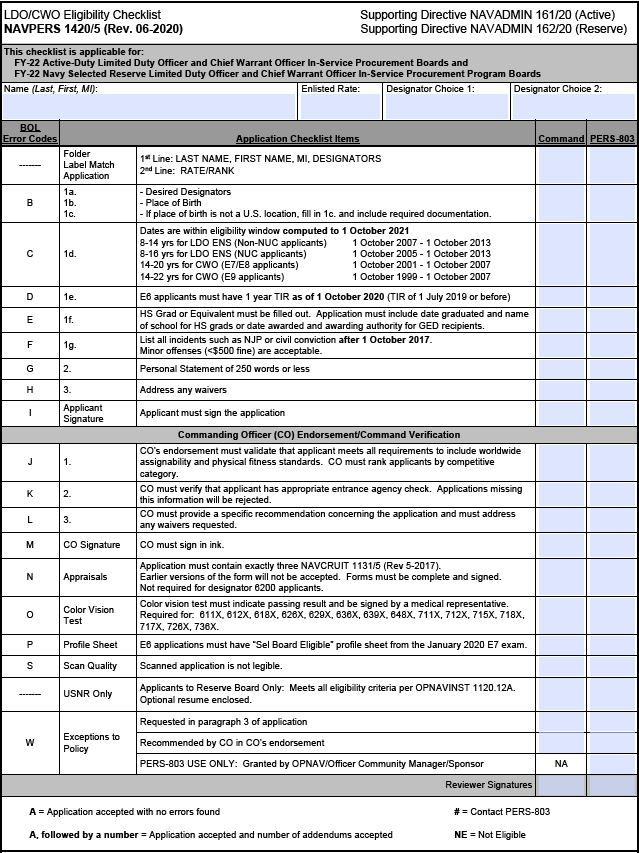 LDO/CWO Eligibility Checklist
NAVPERS 1420/5 (Rev. 06-2020)
Supporting Directive NAVADMIN 161/20 (Active)
Supporting Directive NAVADMIN 162/20 (Reserve)
This checklist is applicable for:
FY-22 Active-Duty Limited Duty Officer and Chief Warrant Officer In-Service Procurement Boards and
FY-22 Navy Selected Reserve Limited Duty Officer and Chief Warrant Officer In-Service Procurement Program Boards
Name (Last, First, MI): Enlisted Rate: Designator Choice 1: Designator Choice 2:
BOL
Error Codes Application Checklist Items Command PERS-803
-------
Folder
Label Match
Application
1st Line: LAST NAME, FIRST NAME, MI, DESIGNATORS
2nd Line: RATE/RANK
B
1a. - Desired Designators
1b. - Place of Birth
1c. - If place of birth is not a U.S. location, fill in 1c. and include required documentation.
C 1d.
Dates are within eligibility window computed to 1 October 2021
8-14 yrs for LDO ENS (Non-NUC applicants) 1 October 2007 - 1 October 2013
8-16 yrs for LDO ENS (NUC applicants) 1 October 2005 - 1 October 2013
14-20 yrs for CWO (E7/E8 applicants) 1 October 2001 - 1 October 2007
14-22 yrs for CWO (E9 applicants) 1 October 1999 - 1 October 2007
D 1e. E6 applicants must have 1 year TIR as of 1 October 2020 (TIR of 1 July 2019 or before)
E 1f.
HS Grad or Equivalent must be filled out. Application must include date graduated and name
of school for HS grads or date awarded and awarding authority for GED recipients.
F 1g.
List all incidents such as NJP or civil conviction after 1 October 2017.
Minor offenses (<$500 fine) are acceptable.
G 2. Personal Statement of 250 words or less
H 3. Address any waivers
I
Applicant
Signature
Applicant must sign the application
Commanding Officer (CO) Endorsement/Command Verification
J 1.
CO's endorsement must validate that applicant meets all requirements to include worldwide
assignability and physical fitness standards. CO must rank applicants by competitive
category.
K 2.
CO must verify that applicant has appropriate entrance agency check. Applications missing
this information will be rejected.
L 3.
CO must provide a specific recommendation concerning the application and must address
any waivers requested.
M CO Signature CO must sign in ink.
N Appraisals
Application must contain exactly three NAVCRUIT 1131/5 (Rev 5-2017).
Earlier versions of the form will not be accepted. Forms must be complete and signed.
Not required for designator 6200 applicants.
O
Color Vision
Test
Color vision test must indicate passing result and be signed by a medical representative.
Required for: 611X, 612X, 618X, 626X, 629X, 636X, 639X, 648X, 711X, 712X, 715X, 718X,
717X, 726X, 736X.
P Profile Sheet E6 applicants must have "Sel Board Eligible" profile sheet from the January 2020 E7 exam.
S Scan Quality Scanned application is not legible.
------- USNR Only
Applicants to Reserve Board Only: Meets all eligibility criteria per OPNAVINST 1120.12A.
Optional resume enclosed.
W
Exceptions to
Policy
Requested in paragraph 3 of application
Recommended by CO in CO's endorsement
PERS-803 USE ONLY: Granted by OPNAV/Officer Community Manager/Sponsor NA
Reviewer Signatures
A = Application accepted with no errors found # = Contact PERS-803
A, followed by a number = Application accepted and number of addendums accepted NE = Not Eligible